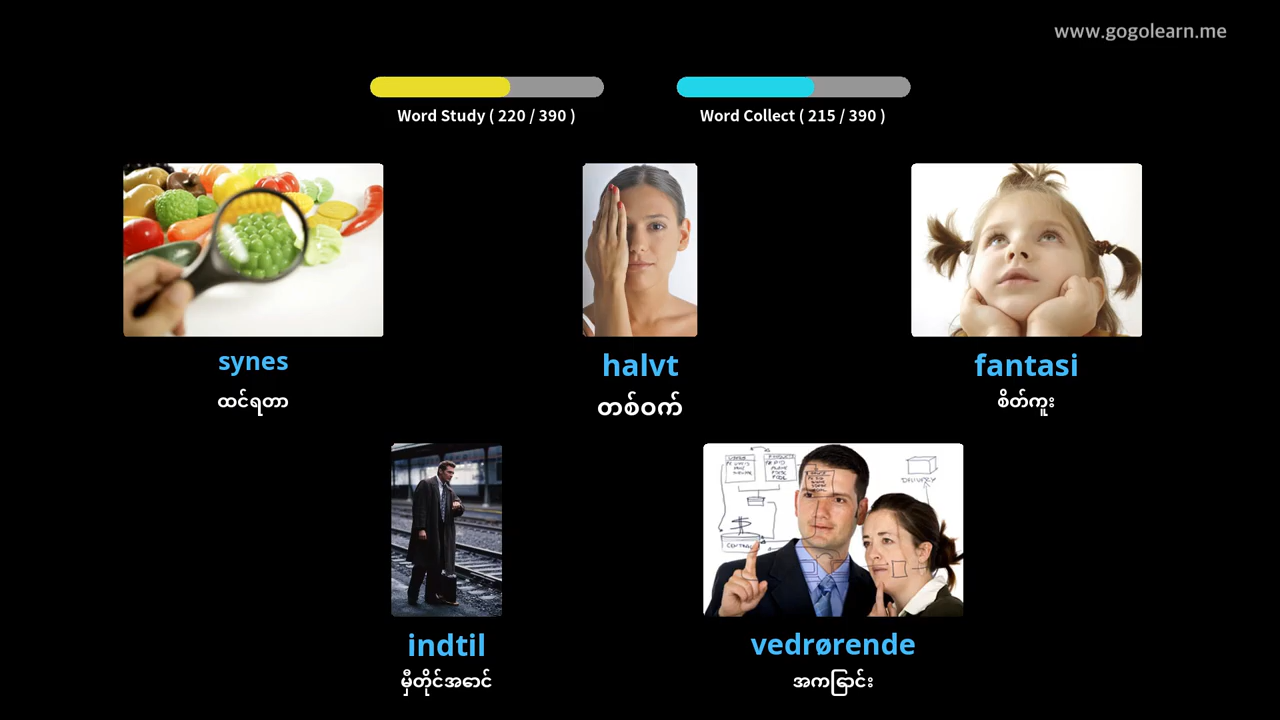 www.gogolearn.me
Word Study ( 220 / 390 )
Word Collect ( 215 / 390 )
synes
ထင်ရတာ
halvt
တစ်ဝက်
fantasi
စိတ်ကူး
DELIVERY
indtil
မှီတိုင်အောင်
vedrørende
အကြောင်း